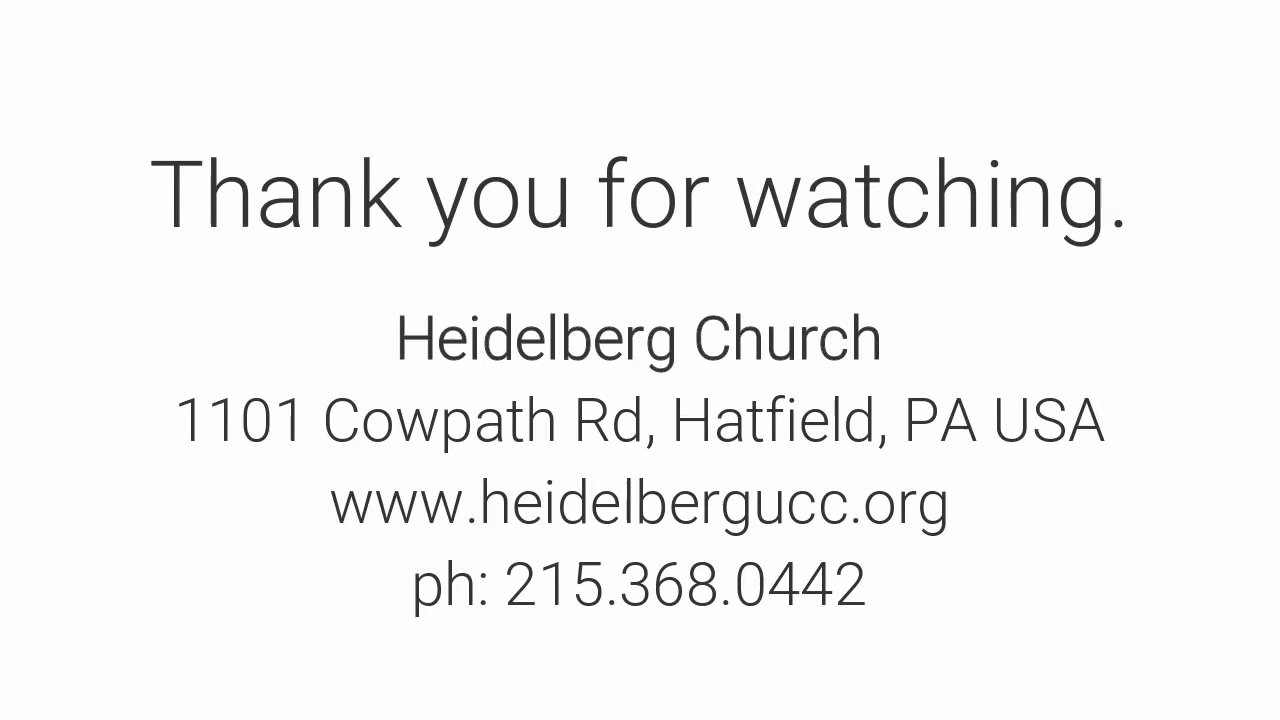 Thank you for watching.
Heidelberg Church
1101 Cowpath Rd, Hatfield, PA USA
www.heidelbergucc.org
ph: 215.368.0442